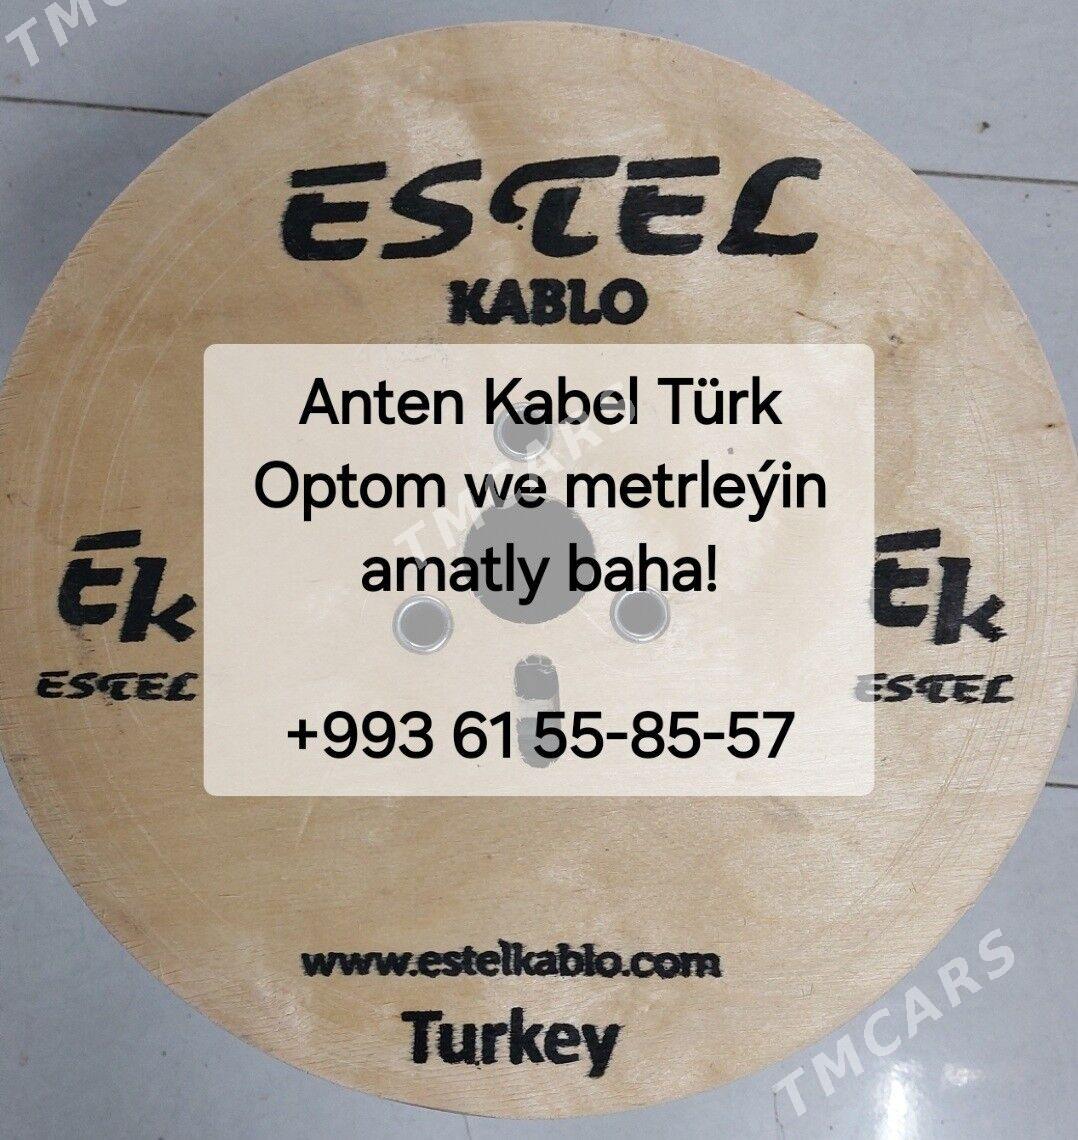 ESTEL
KABLO
Anten Kabel Türk
Optom we metrleýin
amatly baha!
Ek
ESTEL
Ek
ESTEL
+993 61 55-85-57
www.estelkablo.com
Turkey
TMCARS
TMCARS